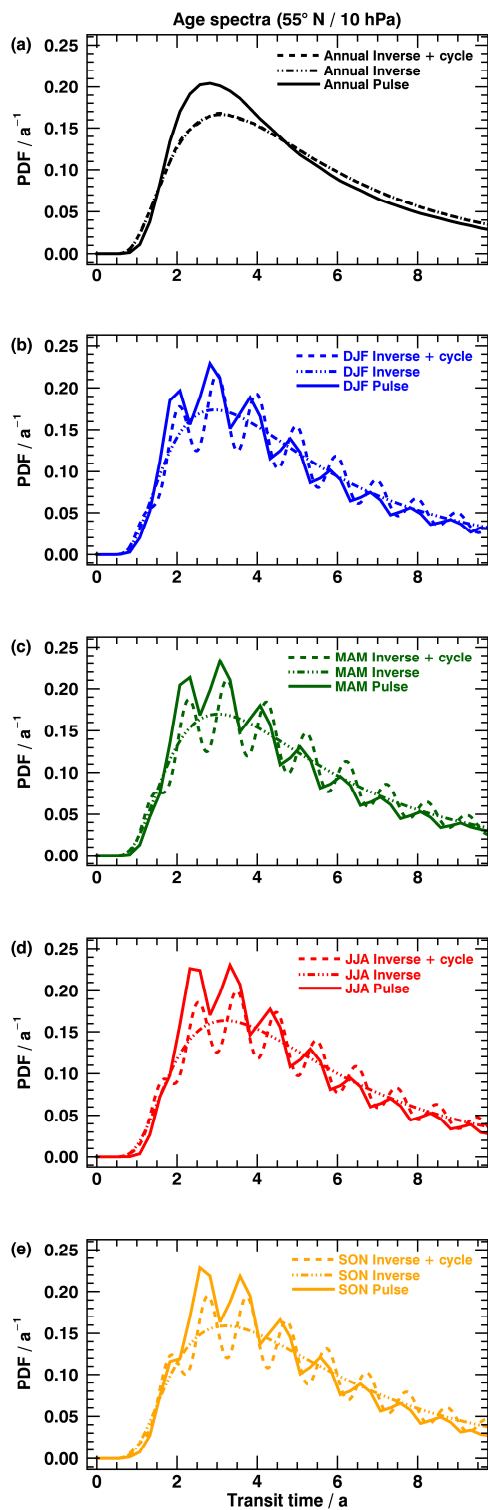 Age spectra (55° N / 10 hPa)
(a)
Annual Inverse + cycle
Annual Inverse
Annual Pulse
PDF / a⁻¹
0.25
0.20
0.15
0.10
0.05
0.00
0 2 4 6 8
(b)
DJF Inverse + cycle
DJF Inverse
DJF Pulse
PDF / a⁻¹
0.25
0.20
0.15
0.10
0.05
0.00
0 2 4 6 8
(c)
MAM Inverse + cycle
MAM Inverse
MAM Pulse
PDF / a⁻¹
0.25
0.20
0.15
0.10
0.05
0.00
0 2 4 6 8
(d)
JJA Inverse + cycle
JJA Inverse
JJA Pulse
PDF / a⁻¹
0.25
0.20
0.15
0.10
0.05
0.00
0 2 4 6 8
(e)
SON Inverse + cycle
SON Inverse
SON Pulse
PDF / a⁻¹
0.25
0.20
0.15
0.10
0.05
0.00
0 2 4 6 8
Transit time / a